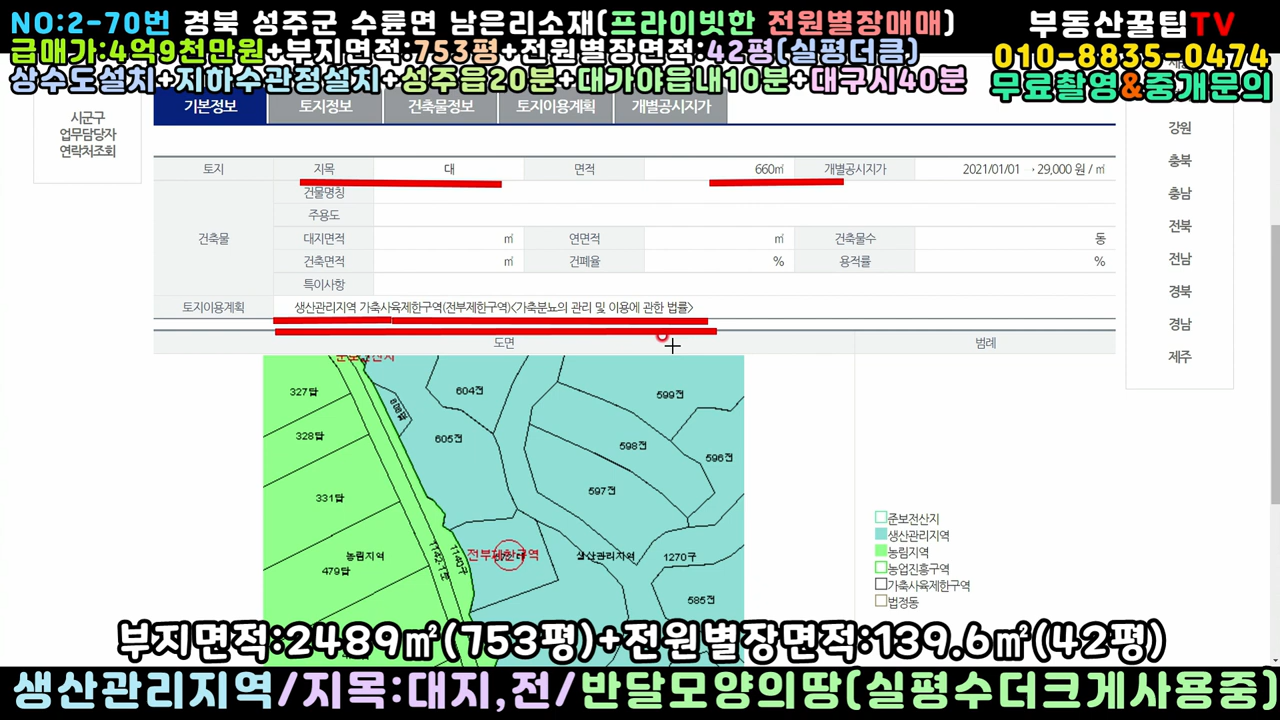 NO:2-70번 경북 성주군 수륜면 남은리소재(프라이빗한 전원별장매매)
부동산꿀팁TV
급매가:4억9천만원+부지면적:753평+전원별장면적:42평(실평더큼)
010-8835-0474
상수도설치+지하수관정설치+성주읍20분+대가야읍내10분+대구시40분
무료촬영&중개문의
기본정보 토지정보 건축물정보 토지이용계획 개별공시지가
시군구
업무담당자
연락처조회
강원
충북
충남
전북
전남
경북
경남
제주
토지 지목 대 면적 660㎡ 개별공시지가 2021/01/01 → 29,000 원 / ㎡
건물명칭
주용도
건축물 대지면적 ㎡ 연면적 ㎡ 건축물수 동
건축면적 ㎡ 건폐율 % 용적률 %
특이사항
토지이용계획 생산관리지역 가축사육제한구역(전부제한구역)<가축분뇨의 관리 및 이용에 관한 법률>
도면 범례
327답
604전
599전
328답
605전
598전
596전
331답
597전
농림지역
1142-1도
1140구
전부제한구역
생산관리지역
1270구
479답
585전
준보전산지
생산관리지역
농림지역
농업진흥구역
가축사육제한구역
법정동
부지면적:2489㎡(753평)+전원별장면적:139.6㎡(42평)
생산관리지역/지목:대지,전/반달모양의땅(실평수더크게사용중)